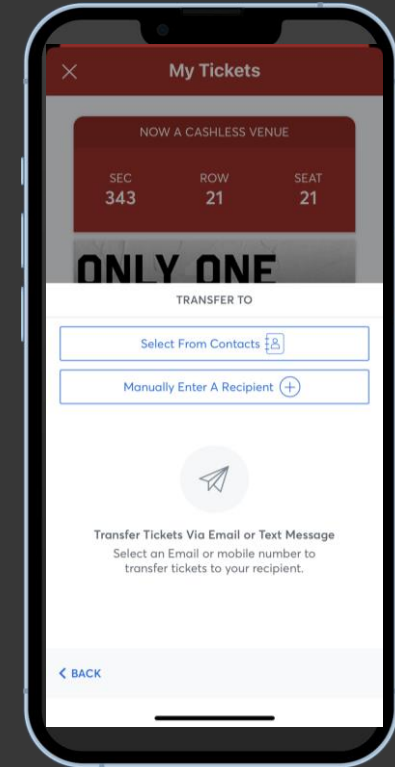 My Tickets
NOW A CASHLESS VENUE
SEC ROW SEAT
343 21 21
ONLY ONE
TRANSFER TO
Select From Contacts
Manually Enter A Recipient
Transfer Tickets Via Email or Text Message
Select an Email or mobile number to
transfer tickets to your recipient.
BACK